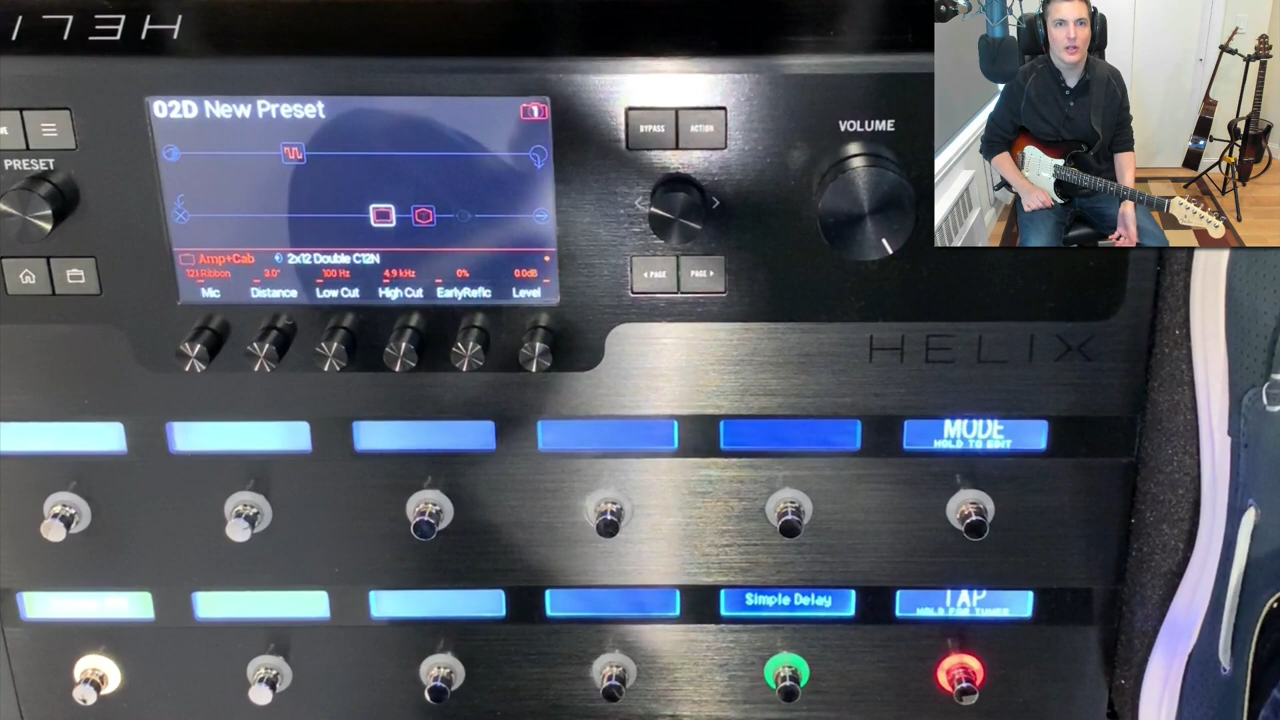 HELI
02D New Preset
1
BYPASS
ACTION
VOLUME
PRESET
Amp+Cab 2x12 Double C12N
121 Ribbon 3.0" 100 Hz 4.9 kHz 0% 0.0dB
Mic Distance Low Cut High Cut EarlyReflc Level
PAGE
PAGE
HELIX
MODE
HOLD TO EDIT
Simple Delay
TAP
HOLD FOR TUNER